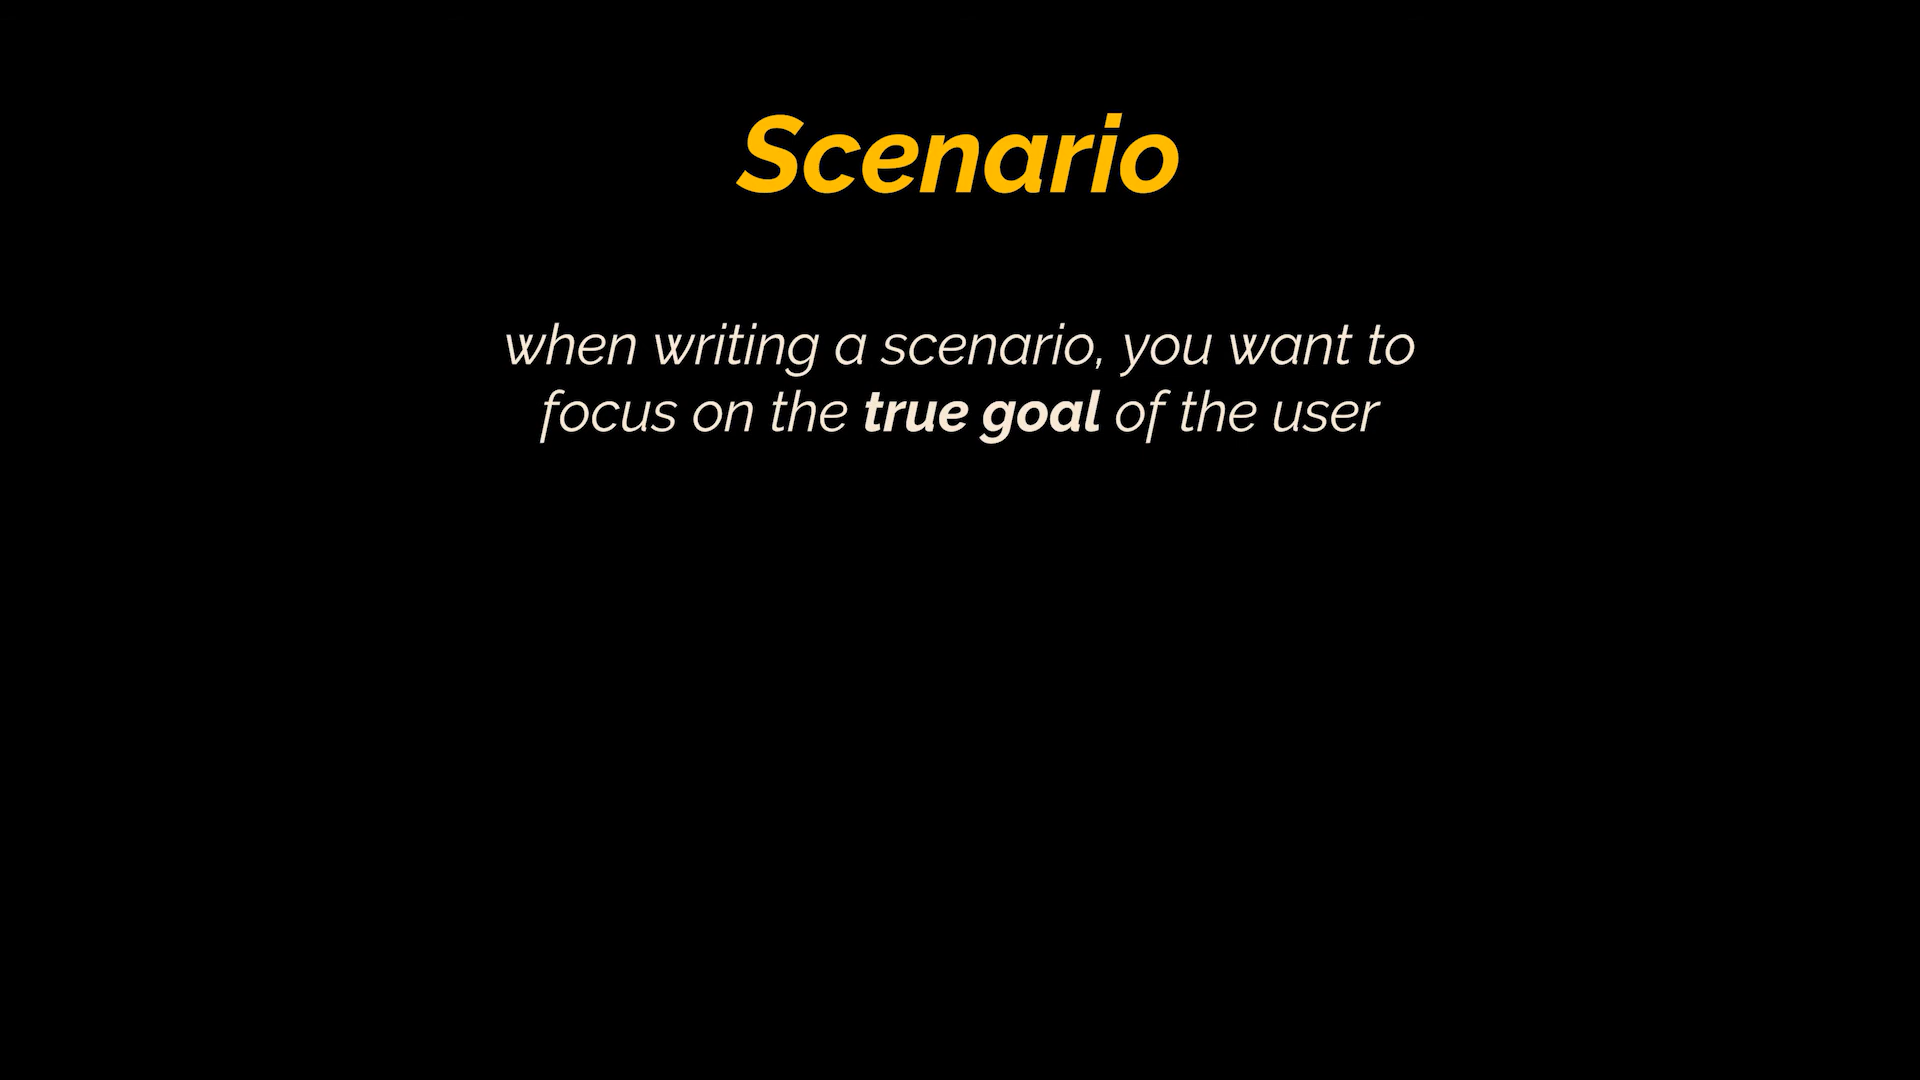 Scenario
when writing a scenario, you want to
focus on the true goal of the user